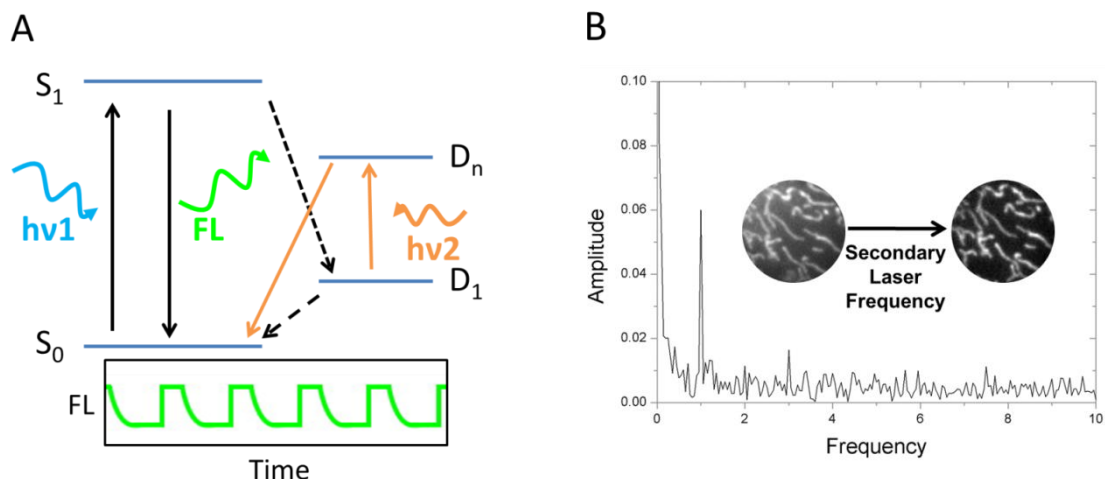 A
S1
S0
hν1
FL
Dn
hν2
D1
FL
Time
B
Amplitude
0.10
0.08
0.06
0.04
0.02
0.00
Secondary
Laser
Frequency
0
2
4
6
8
10
Frequency